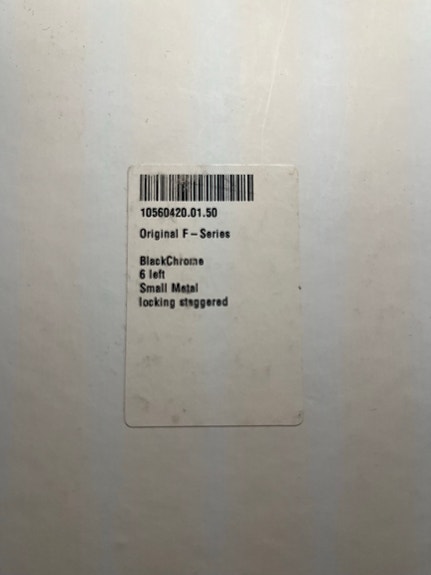 10560420.01.50
Original F – Series
BlackChrome
6 left
Small Metal
locking staggered